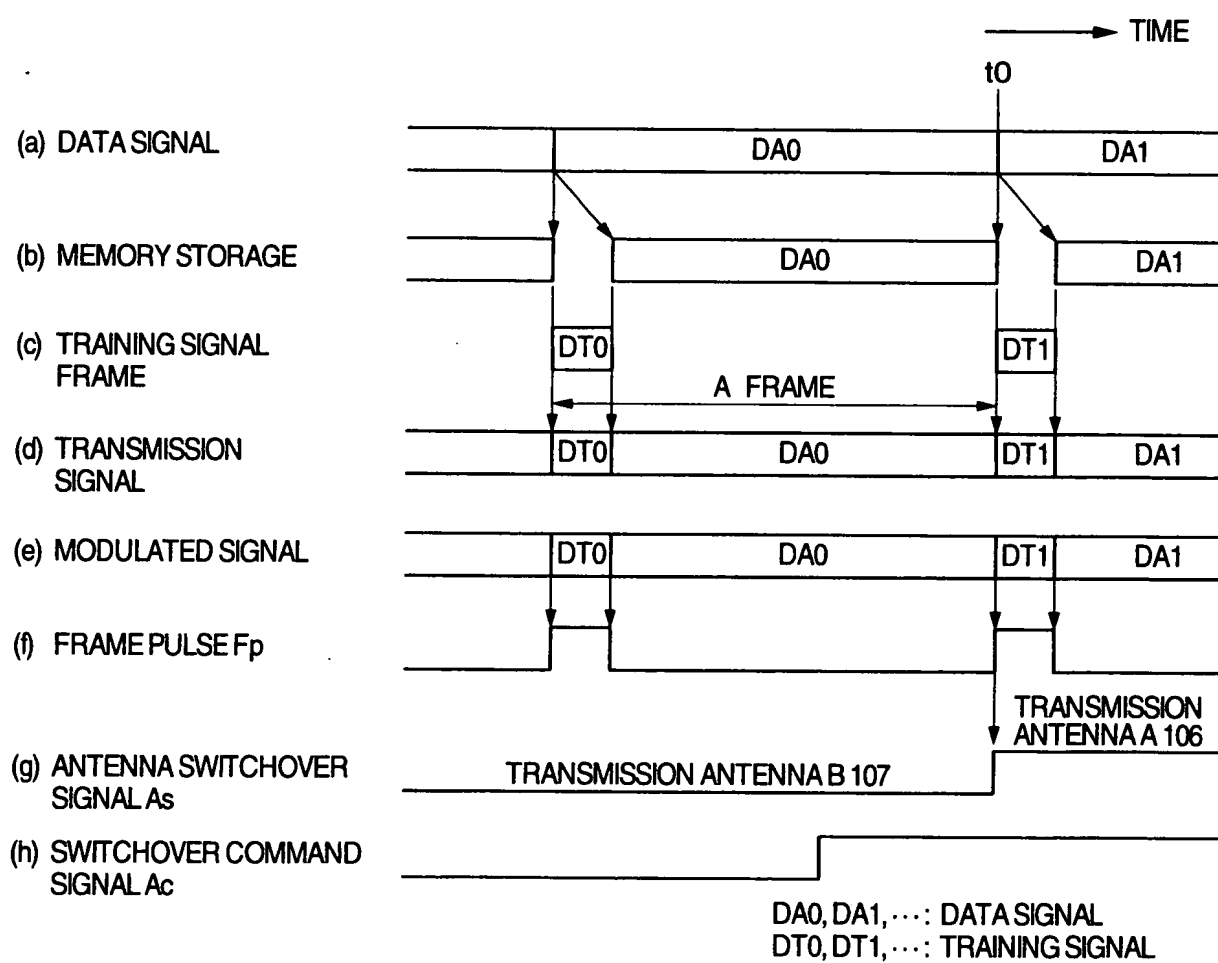 TIME
t0
(a) DATA SIGNAL
DA0
DA1
(b) MEMORY STORAGE
DA0
DA1
(c) TRAINING SIGNAL
FRAME
DT0
DT1
A FRAME
(d) TRANSMISSION
SIGNAL
DT0
DA0
DT1
DA1
(e) MODULATED SIGNAL
DT0
DA0
DT1
DA1
(f) FRAME PULSE Fp
TRANSMISSION
ANTENNA A 106
(g) ANTENNA SWITCHOVER
SIGNAL As
TRANSMISSION ANTENNA B 107
(h) SWITCHOVER COMMAND
SIGNAL Ac
DA0, DA1, ···: DATA SIGNAL
DT0, DT1, ···: TRAINING SIGNAL